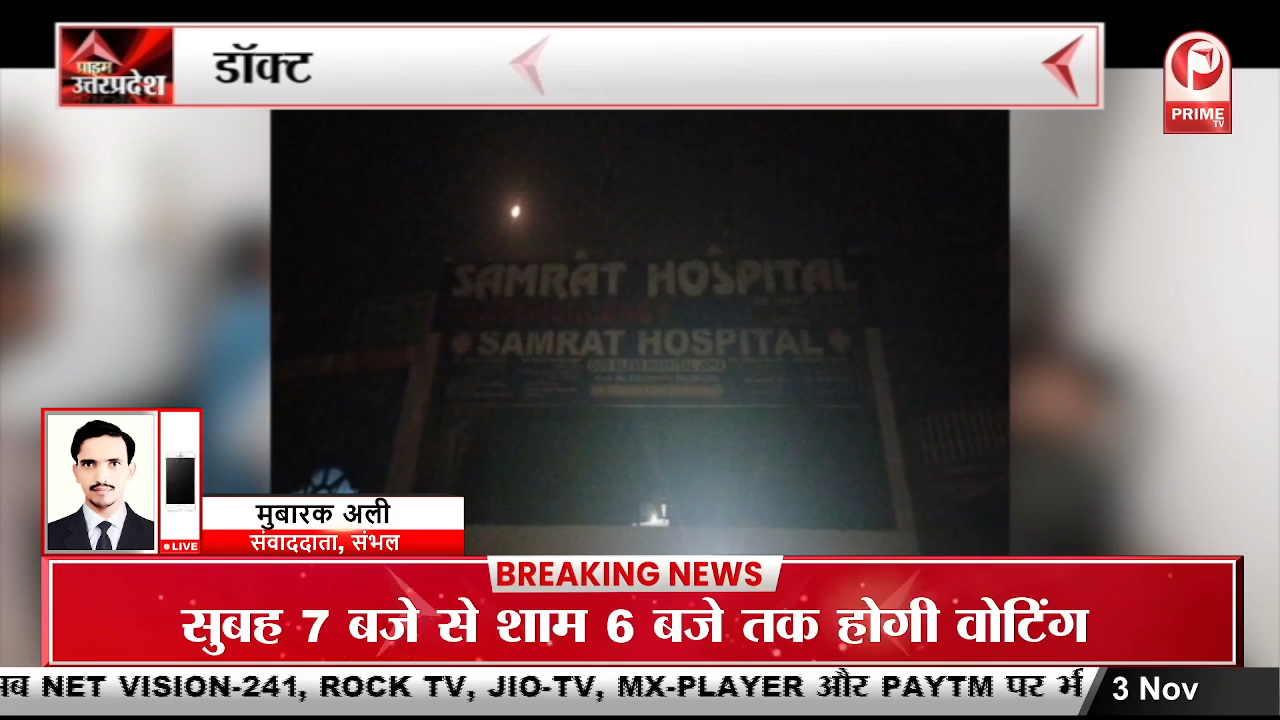 प्राइम
उत्तरप्रदेश
डॉक्ट
PRIME
TV
SAMRAT HOSPITAL
SAMRAT HOSPITAL
LIVE
मुबारक अली
संवाददाता, संभल
BREAKING NEWS
सुबह 7 बजे से शाम 6 बजे तक होगी वोटिंग
NET VISION-241, ROCK TV, JIO-TV, MX-PLAYER और PAYTM पर भी
3 Nov